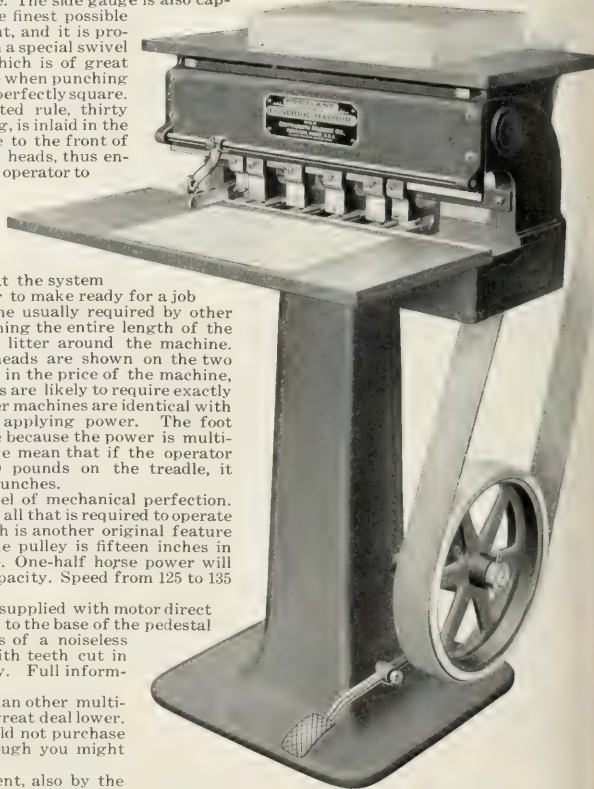 e. The side gauge is also cap-
e finest possible
nt, and it is pro-
h a special swivel
hich is of great
when punching
perfectly square.
ted rule, thirty
g, is inlaid in the
e to the front of
heads, thus en-
operator to
at the system
r to make ready for a job
ne usually required by other
ning the entire length of the
litter around the machine.
eads are shown on the two
in the price of the machine,
s are likely to require exactly
er machines are identical with
applying power. The foot
e because the power is multi-
e mean that if the operator
pounds on the treadle, it
unches.
el of mechanical perfection.
all that is required to operate
h is another original feature
e pulley is fifteen inches in
. One-half horse power will
pacity. Speed from 125 to 135
supplied with motor direct
to the base of the pedestal
s of a noiseless
ith teeth cut in
y. Full inform-
an other multi-
reat deal lower.
ld not purchase
ugh you might
ent, also by the
PORTLAND
PUNCHING MACHINE